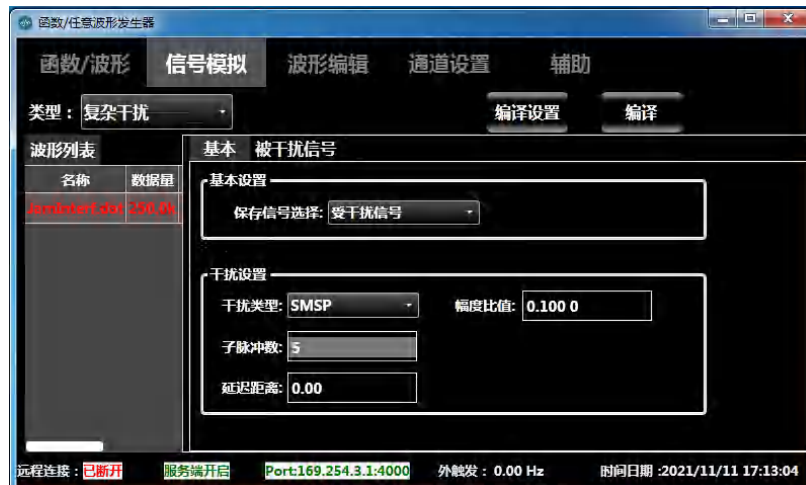 函数/任意波形发生器
函数/波形 信号模拟 波形编辑 通道设置 辅助
类型： 复杂干扰 编译设置 编译
波形列表 基本 被干扰信号
名称 数据量
基本设置
保存信号选择: 受干扰信号
干扰设置
干扰类型: SMSP 幅度比值: 0.100 0
子脉冲数: 5
延迟距离: 0.00
远程连接：已断开 服务端开启 Port:169.254.3.1:4000 外触发： 0.00 Hz 时间日期 :2021/11/11 17:13:04